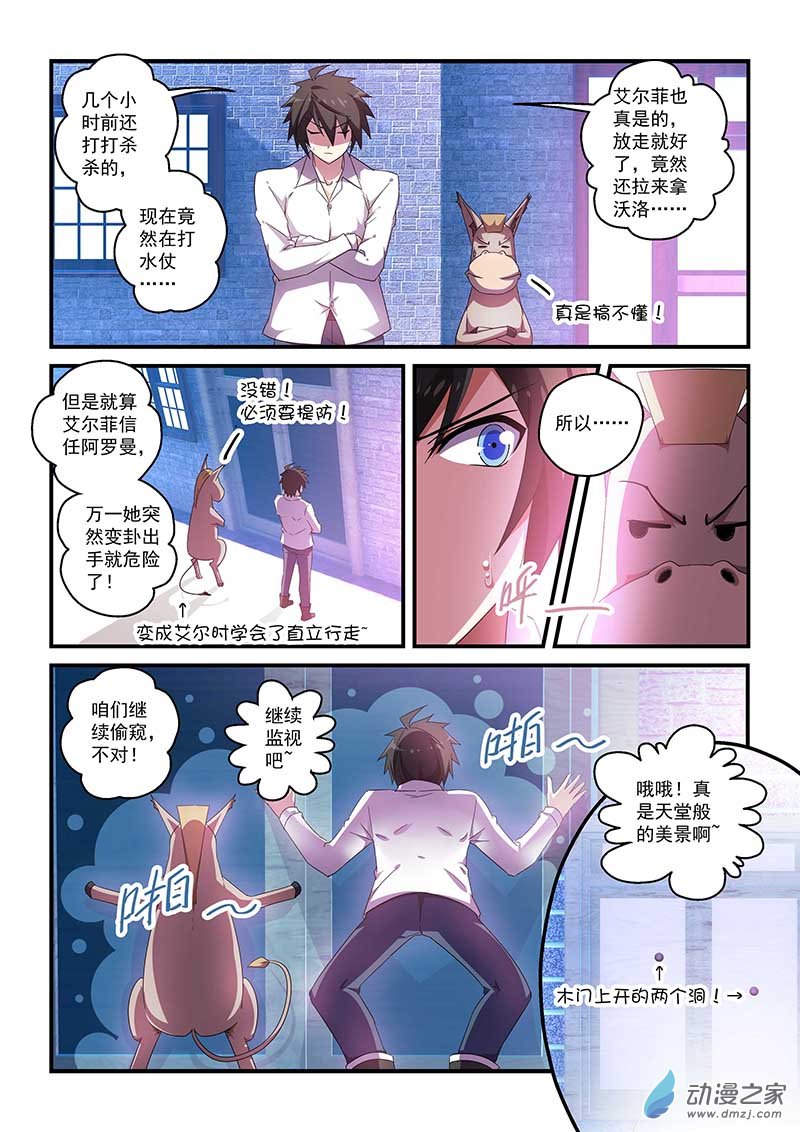 几个小
时前还
打打杀
杀的，
现在竟
然在打
水仗
……
艾尔菲也
真是的，
放走就好
了，竟然
还拉来拿
沃洛……
真是搞不懂！
但是就算
艾尔菲信
任阿罗曼，
万一她突
然变卦出
手就危险
了！
没错！
必须要提防！
↑
变成艾尔时学会了直立行走~
所以……
呼—
咱们继
续偷窥，
不对！
继续
监视
吧~
啪~
啪~
哦哦！真
是天堂般
的美景啊~
↑
木门上开的两个洞！→
动漫之家
www.dmzj.com